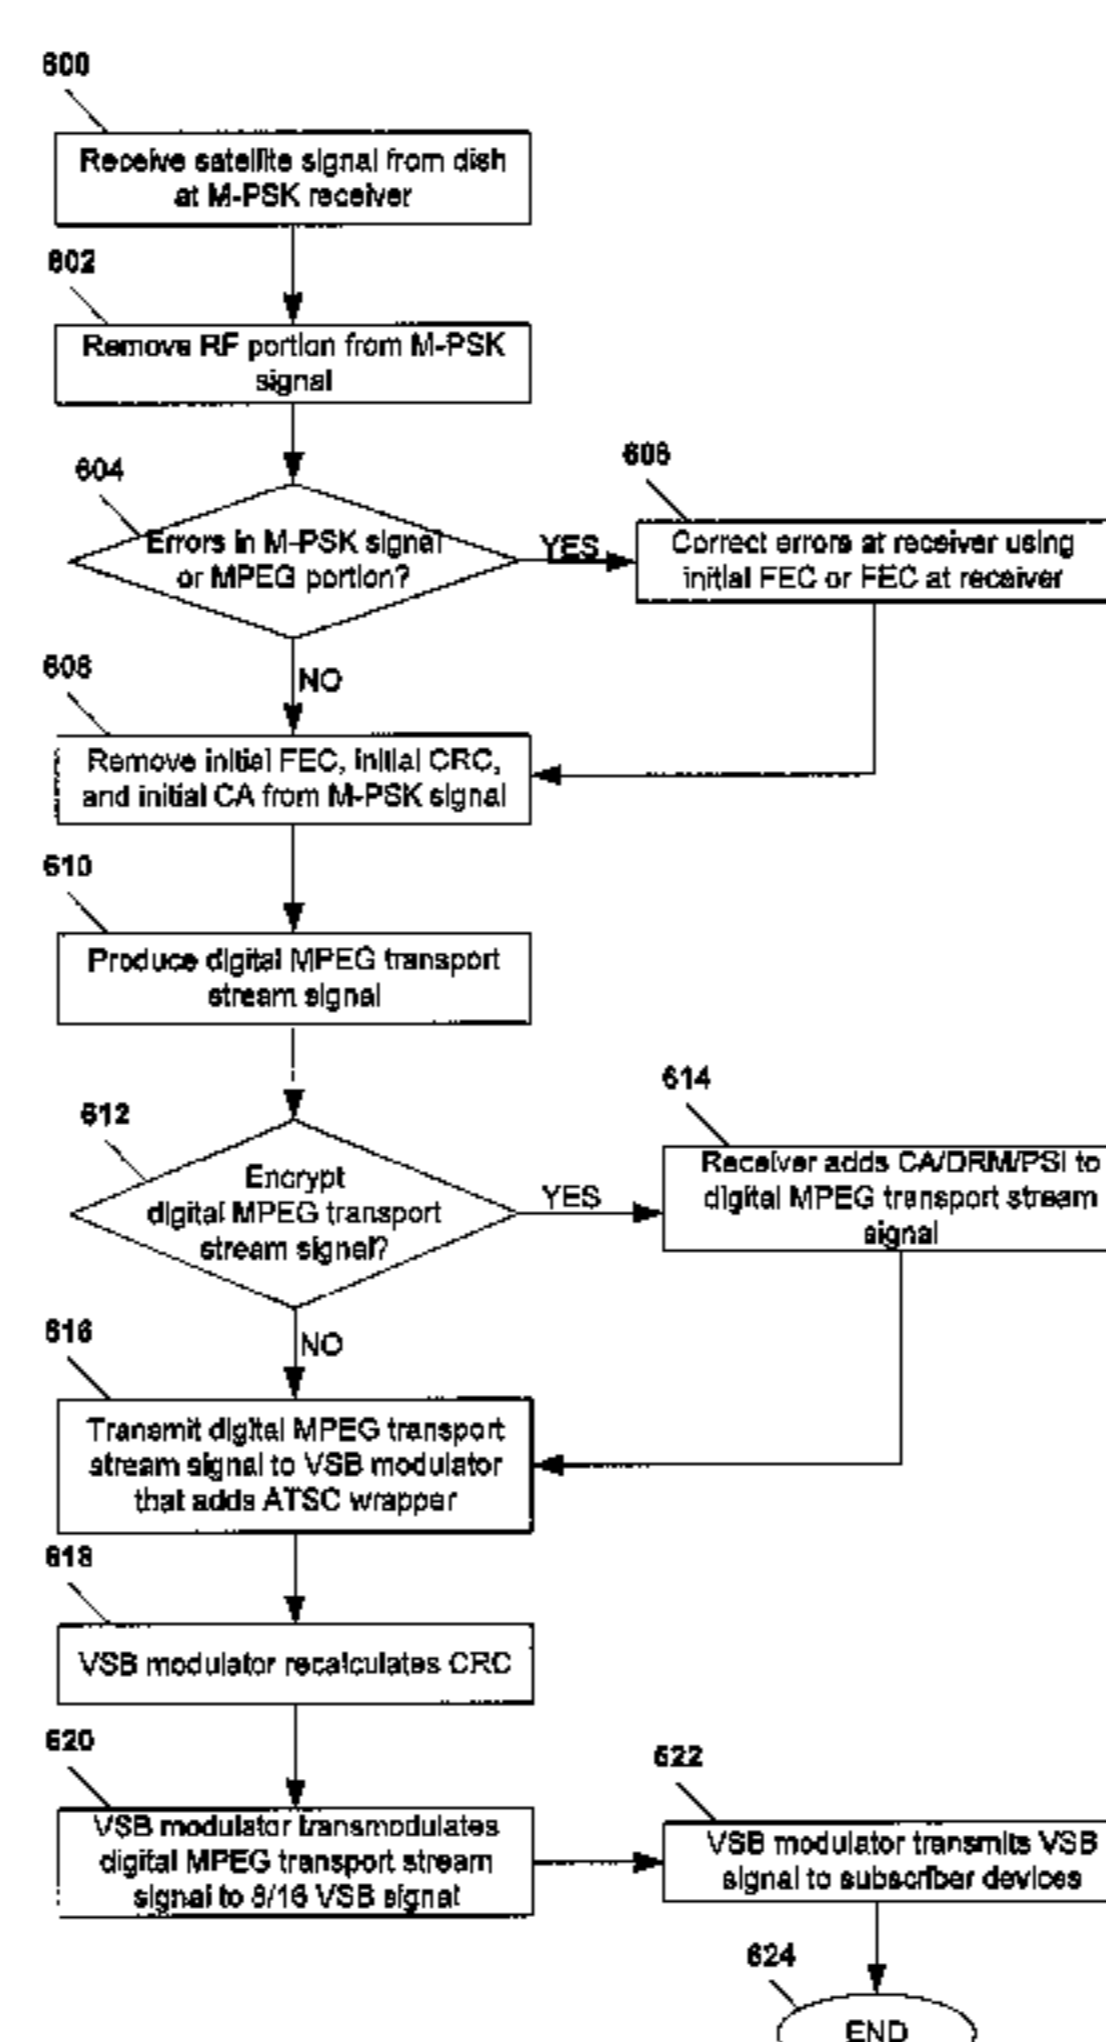 600
Receive satellite signal from dish
at M-PSK receiver
602
Remove RF portion from M-PSK
signal
604
Errors in M-PSK signal
or MPEG portion?
YES
606
Correct errors at receiver using
initial FEC or FEC at receiver
NO
608
Remove initial FEC, initial CRC,
and initial CA from M-PSK signal
610
Produce digital MPEG transport
stream signal
612
Encrypt
digital MPEG transport
stream signal?
YES
614
Receiver adds CA/DRM/PSI to
digital MPEG transport stream
signal
NO
616
Transmit digital MPEG transport
stream signal to VSB modulator
that adds ATSC wrapper
618
VSB modulator recalculates CRC
620
VSB modulator transmodulates
digital MPEG transport stream
signal to 8/16 VSB signal
622
VSB modulator transmits VSB
signal to subscriber devices
624
END